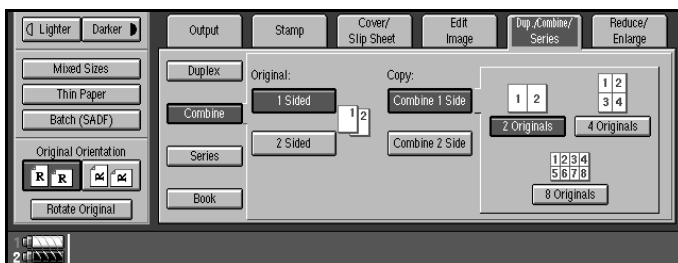 Lighter Darker
Mixed Sizes
Thin Paper
Batch (SADF)
Original Orientation
R R R R
Rotate Original
Output
Stamp
Cover/
Slip Sheet
Edit
Image
Dup./Combine/
Series
Reduce/
Enlarge
Duplex
Combine
Series
Book
Original:
1 Sided
2 Sided
1 2
Copy:
Combine 1 Side
Combine 2 Side
1 2
2 Originals
1 2
3 4
4 Originals
1 2 3 4
5 6 7 8
8 Originals
1
2